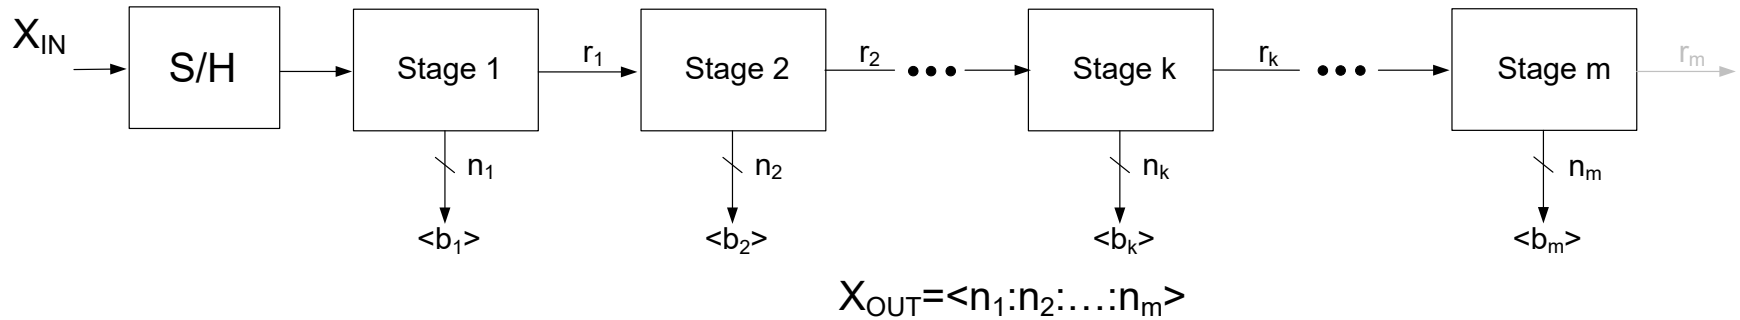 X_IN
S/H
Stage 1
r_1
Stage 2
r_2
Stage k
r_k
Stage m
r_m
n_1
n_2
n_k
n_m
<b_1>
<b_2>
<b_k>
<b_m>
X_OUT=<n_1:n_2:…:n_m>